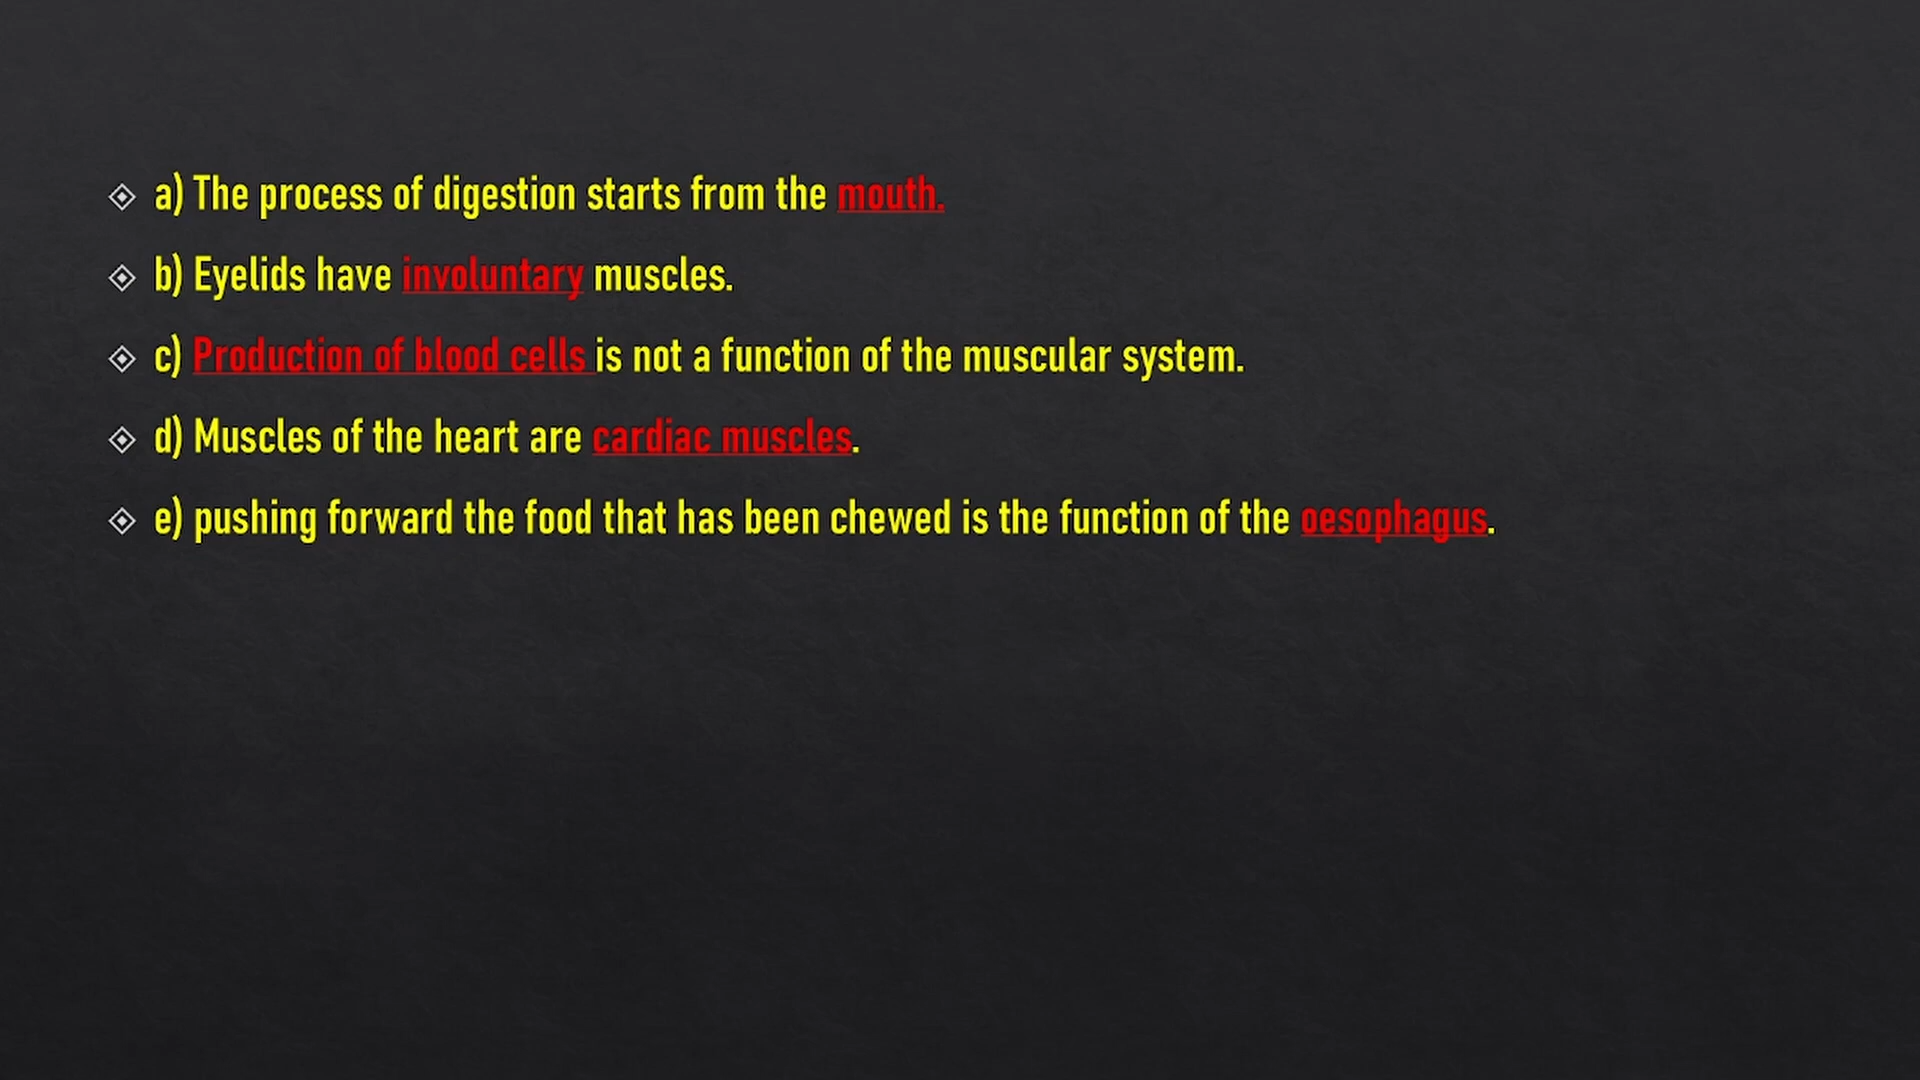 a) The process of digestion starts from the mouth.
b) Eyelids have involuntary muscles.
c) Production of blood cells is not a function of the muscular system.
d) Muscles of the heart are cardiac muscles.
e) pushing forward the food that has been chewed is the function of the oesophagus.